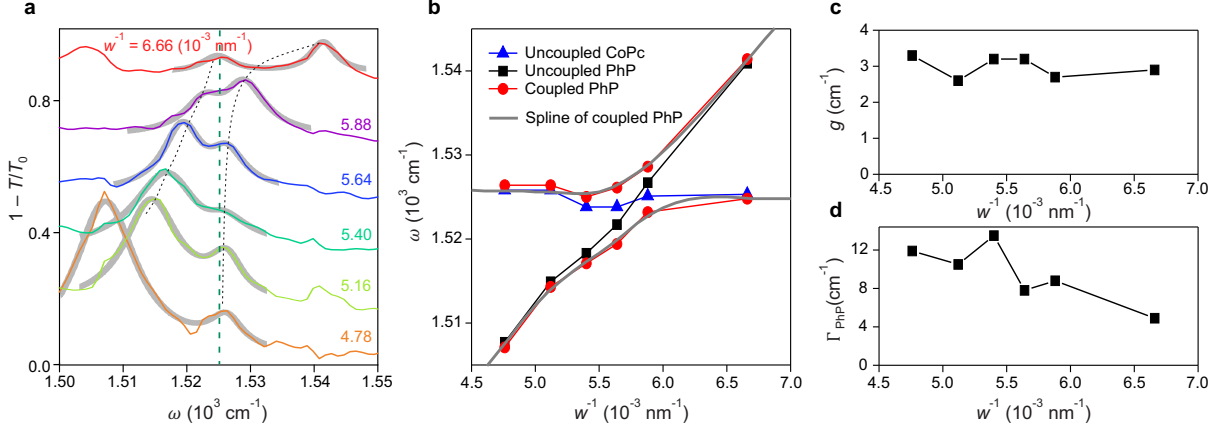 a
w⁻¹ = 6.66 (10⁻³ nm⁻¹)
5.88
5.64
5.40
5.16
4.78
0.8
0.4
0.0
1 − T/T₀
1.50
1.51
1.52
1.53
1.54
1.55
ω (10³ cm⁻¹)
b
Uncoupled CoPc
Uncoupled PhP
Coupled PhP
Spline of coupled PhP
1.54
1.53
1.52
1.51
ω (10³ cm⁻¹)
4.5
5.0
5.5
6.0
6.5
7.0
w⁻¹ (10⁻³ nm⁻¹)
c
4
2
0
g (cm⁻¹)
4.5
5.0
5.5
6.0
6.5
7.0
w⁻¹ (10⁻³ nm⁻¹)
d
12
8
4
0
Γ_PhP(cm⁻¹)
4.5
5.0
5.5
6.0
6.5
7.0
w⁻¹ (10⁻³ nm⁻¹)